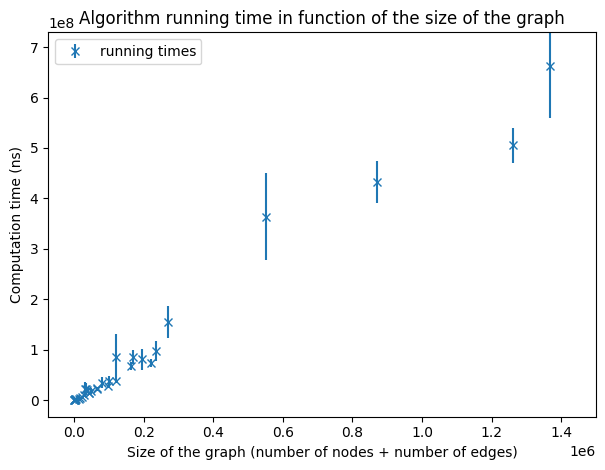 Algorithm running time in function of the size of the graph
1e8
running times
7
6
5
4
3
2
1
0
Computation time (ns)
0.0 0.2 0.4 0.6 0.8 1.0 1.2 1.4
1e6
Size of the graph (number of nodes + number of edges)